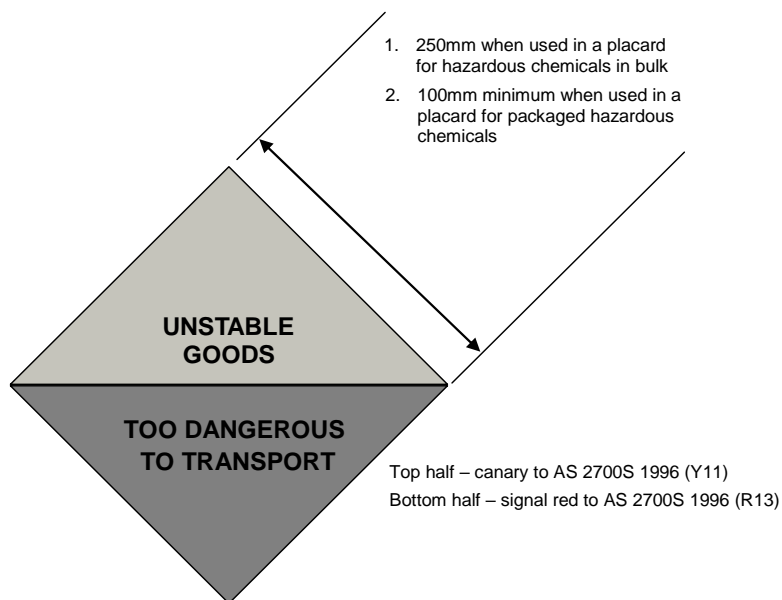 1. 250mm when used in a placard
for hazardous chemicals in bulk
2. 100mm minimum when used in a
placard for packaged hazardous
chemicals
UNSTABLE
GOODS
TOO DANGEROUS
TO TRANSPORT
Top half – canary to AS 2700S 1996 (Y11)
Bottom half – signal red to AS 2700S 1996 (R13)